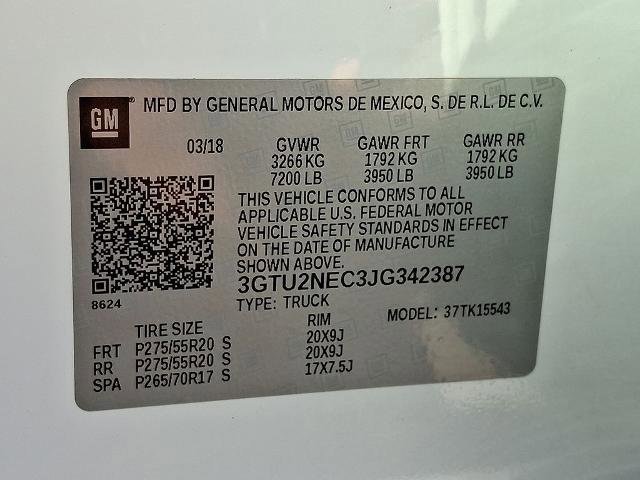 GM
MFD BY GENERAL MOTORS DE MEXICO, S. DE R.L. DE C.V.
03/18 GVWR GAWR FRT GAWR RR
3266 KG 1792 KG 1792 KG
7200 LB 3950 LB 3950 LB
THIS VEHICLE CONFORMS TO ALL
APPLICABLE U.S. FEDERAL MOTOR
VEHICLE SAFETY STANDARDS IN EFFECT
ON THE DATE OF MANUFACTURE
SHOWN ABOVE.
8624
3GTU2NEC3JG342387
TYPE: TRUCK MODEL: 37TK15543
TIRE SIZE RIM
FRT P275/55R20 S 20X9J
RR P275/55R20 S 20X9J
SPA P265/70R17 S 17X7.5J